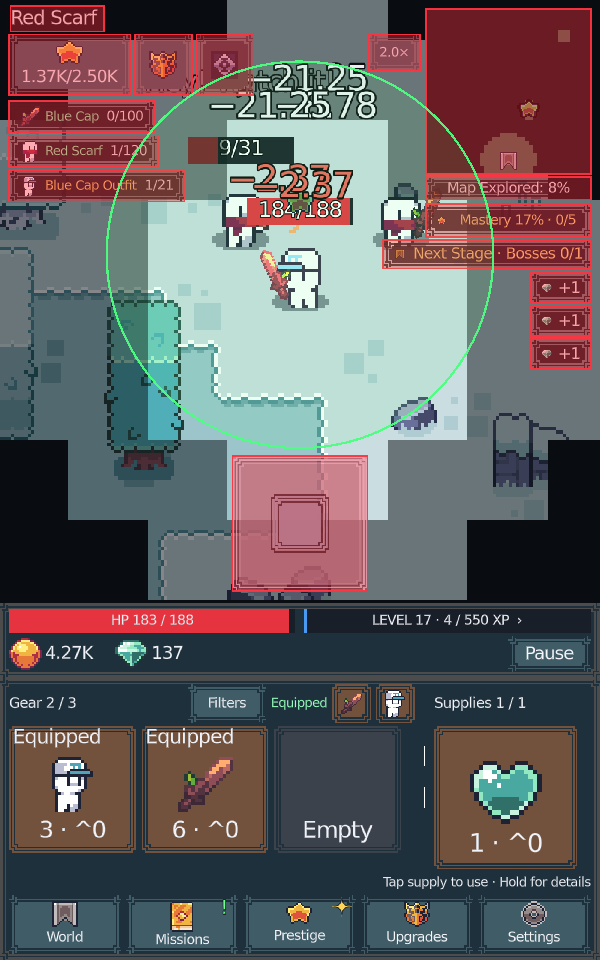 Red Scarf
1.37K/2.50K
2.0×
Blue Cap 0/100
Red Scarf 1/120
Blue Cap Outfit 1/21
−21.25
9/31
184/188
Map Explored: 8%
Mastery 17% · 0/5
Next Stage · Bosses 0/1
+1
+1
+1
HP 183 / 188
LEVEL 17 · 4 / 550 XP ›
4.27K
137
Pause
Gear 2 / 3
Filters
Equipped
Supplies 1 / 1
Equipped
Equipped
3 · ^0
6 · ^0
Empty
1 · ^0
Tap supply to use · Hold for details
World
Missions
!
Prestige
Upgrades
Settings